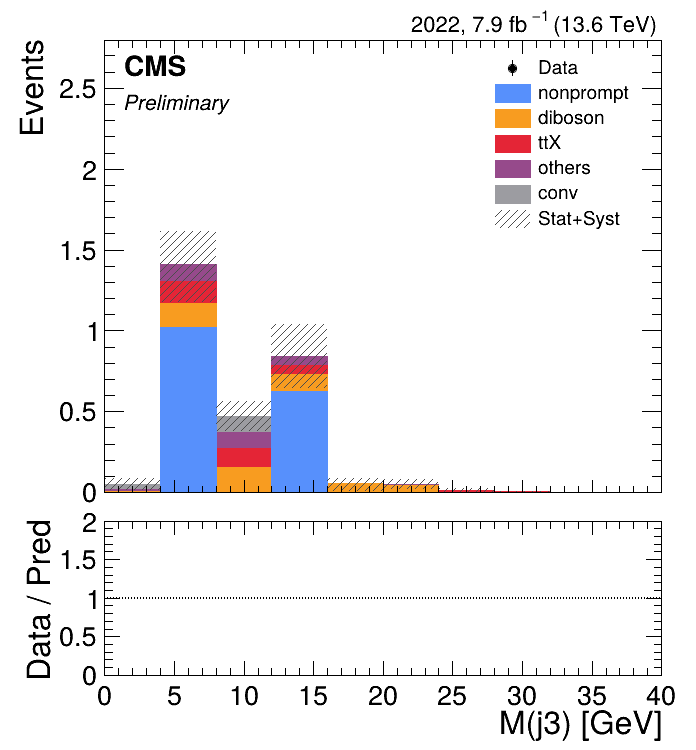 2022, 7.9 fb⁻¹ (13.6 TeV)
CMS
Preliminary
Events
2.5
2
1.5
1
0.5
0
Data
nonprompt
diboson
ttX
others
conv
Stat+Syst
Data / Pred
2
1.5
1
0.5
0
0 5 10 15 20 25 30 35 40
M(j3) [GeV]